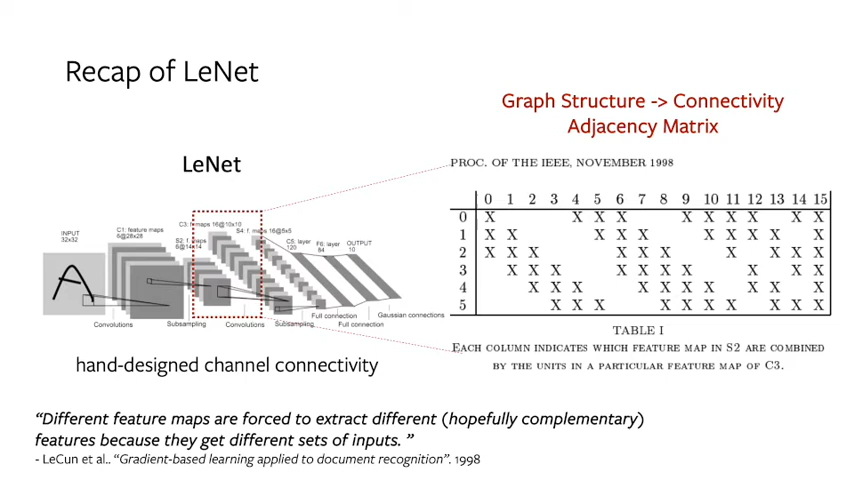 Recap of LeNet
Graph Structure -> Connectivity
Adjacency Matrix
LeNet
PROC. OF THE IEEE, NOVEMBER 1998
INPUT
32x32
C1: feature maps
6@28x28
C3: f. maps 16@10x10
S4: f. maps 16@5x5
S2: f. maps
6@14x14
C5: layer
120
F6: layer
84
OUTPUT
10
Convolutions
Subsampling
Convolutions
Subsampling
Full connection
Full connection
Gaussian connections
0 1 2 3 4 5 6 7 8 9 10 11 12 13 14 15
0 X X X X X X X X X X
1 X X X X X X X X X X
2 X X X X X X X X X X
3 X X X X X X X X X X
4 X X X X X X X X X X
5 X X X X X X X X X X
TABLE I
EACH COLUMN INDICATES WHICH FEATURE MAP IN S2 ARE COMBINED
BY THE UNITS IN A PARTICULAR FEATURE MAP OF C3.
hand-designed channel connectivity
“Different feature maps are forced to extract different (hopefully complementary)
features because they get different sets of inputs. ”
- LeCun et al.. “Gradient-based learning applied to document recognition”. 1998